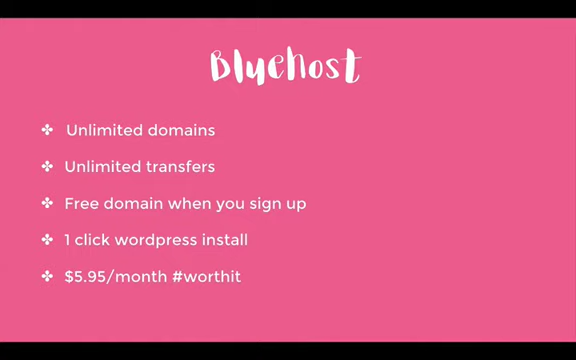 Bluehost
Unlimited domains
Unlimited transfers
Free domain when you sign up
1 click wordpress install
$5.95/month #worthit